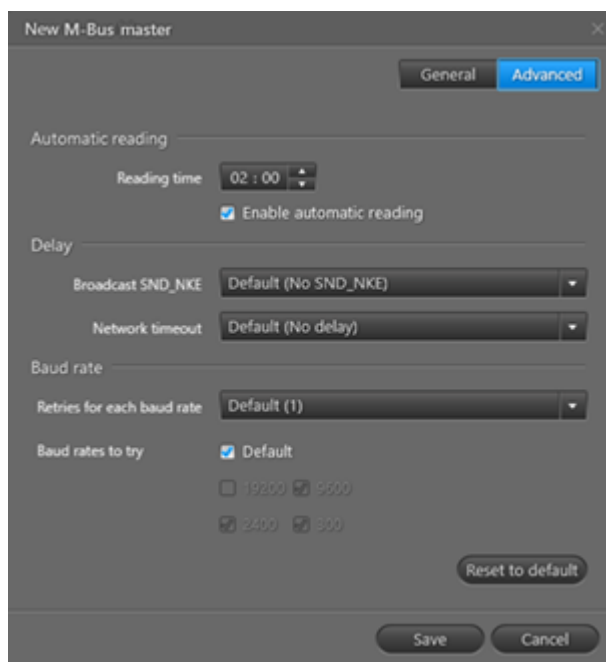 New M-Bus master
General Advanced
Automatic reading
Reading time 02 : 00
Enable automatic reading
Delay
Broadcast SND_NKE Default (No SND_NKE)
Network timeout Default (No delay)
Baud rate
Retries for each baud rate Default (1)
Baud rates to try Default
19200 9600
2400 300
Reset to default
Save Cancel